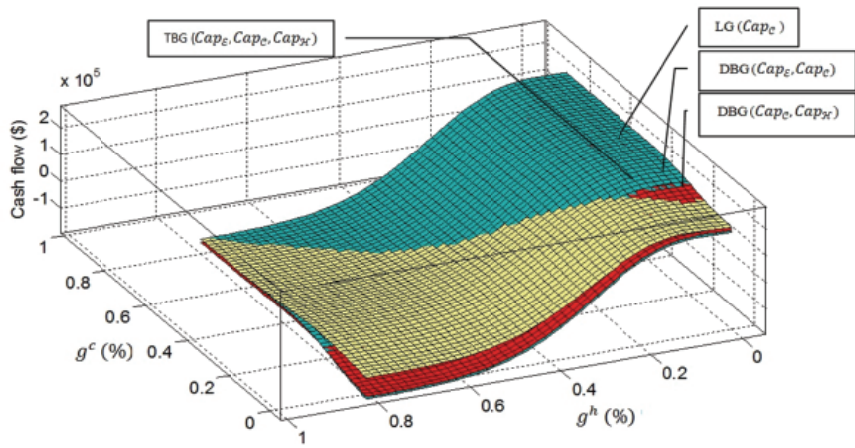 TBG (Cap_ℰ, Cap_𝒞, Cap_ℋ)
LG (Cap_𝒞)
DBG (Cap_ℰ, Cap_𝒞)
DBG (Cap_𝒞, Cap_ℋ)
x 10⁵
2
1
0
-1
Cash flow ($)
1
0.8
0.6
0.4
0.2
0
g^c (%)
1
0.8
0.6
0.4
0.2
0
g^h (%)